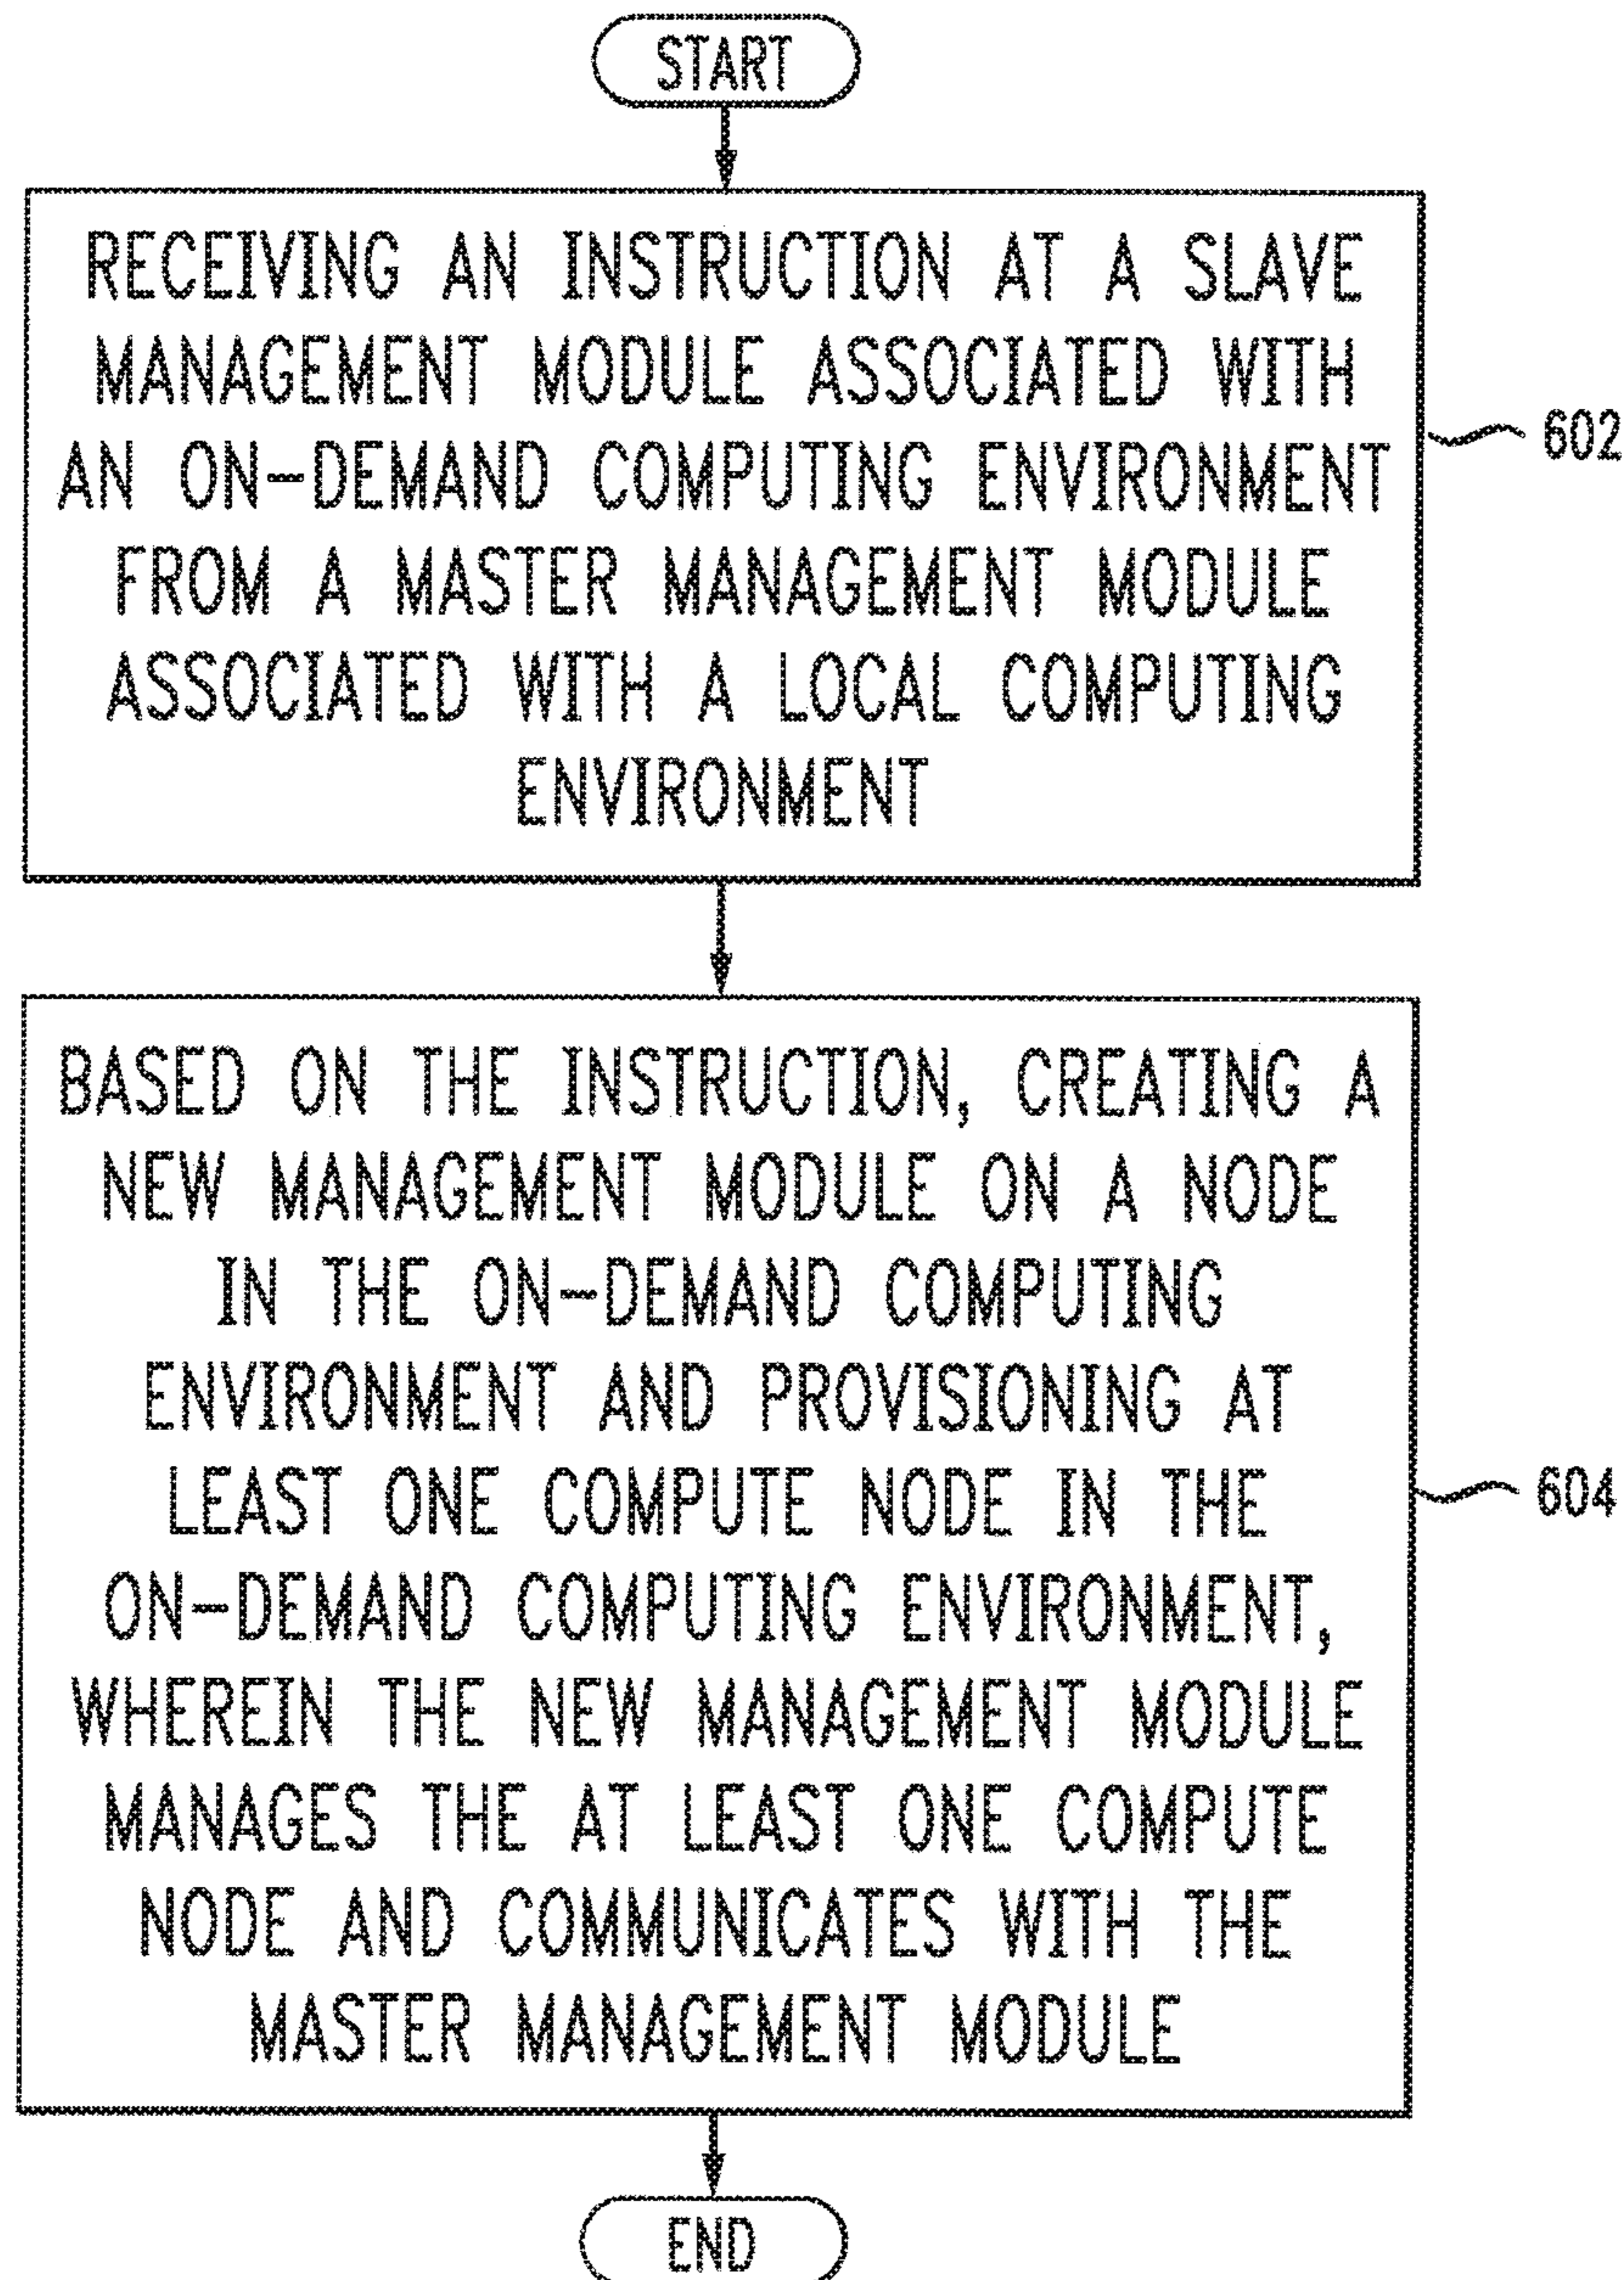 START
RECEIVING AN INSTRUCTION AT A SLAVE
MANAGEMENT MODULE ASSOCIATED WITH
AN ON-DEMAND COMPUTING ENVIRONMENT
FROM A MASTER MANAGEMENT MODULE
ASSOCIATED WITH A LOCAL COMPUTING
ENVIRONMENT
602
BASED ON THE INSTRUCTION, CREATING A
NEW MANAGEMENT MODULE ON A NODE
IN THE ON-DEMAND COMPUTING
ENVIRONMENT AND PROVISIONING AT
LEAST ONE COMPUTE NODE IN THE
ON-DEMAND COMPUTING ENVIRONMENT,
WHEREIN THE NEW MANAGEMENT MODULE
MANAGES THE AT LEAST ONE COMPUTE
NODE AND COMMUNICATES WITH THE
MASTER MANAGEMENT MODULE
604
END